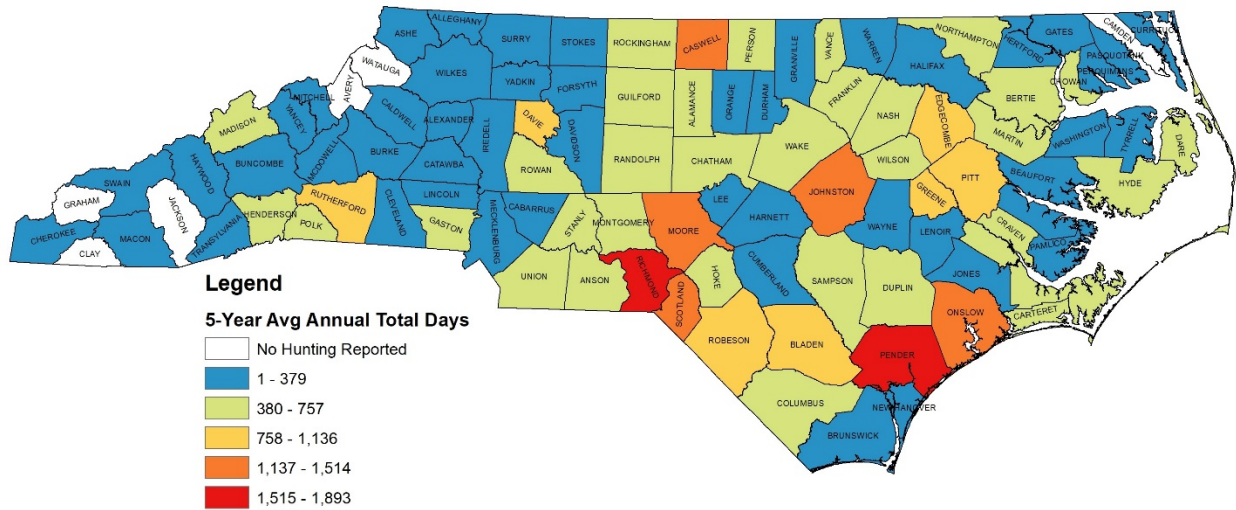 ALLEGHANY
ASHE
SURRY
STOKES
ROCKINGHAM
CASWELL
PERSON
GRANVILLE
VANCE
WARREN
NORTHAMPTON
HERTFORD
GATES
CAMDEN
CURRITUCK
PASQUOTANK
PERQUIMANS
CHOWAN
HALIFAX
WATAUGA
WILKES
YADKIN
FORSYTH
GUILFORD
ALAMANCE
ORANGE
DURHAM
FRANKLIN
NASH
EDGECOMBE
BERTIE
MARTIN
WASHINGTON
TYRRELL
DARE
AVERY
MITCHELL
YANCEY
MADISON
CALDWELL
ALEXANDER
IREDELL
DAVIE
DAVIDSON
RANDOLPH
CHATHAM
WAKE
WILSON
PITT
BEAUFORT
HYDE
HAYWOOD
BUNCOMBE
MCDOWELL
BURKE
CATAWBA
ROWAN
JOHNSTON
GREENE
SWAIN
GRAHAM
JACKSON
RUTHERFORD
CLEVELAND
LINCOLN
MECKLENBURG
CABARRUS
STANLY
MONTGOMERY
MOORE
LEE
HARNETT
WAYNE
LENOIR
CRAVEN
PAMLICO
CHEROKEE
MACON
CLAY
TRANSYLVANIA
HENDERSON
POLK
GASTON
UNION
ANSON
RICHMOND
SCOTLAND
HOKE
CUMBERLAND
SAMPSON
DUPLIN
JONES
CARTERET
ONSLOW
ROBESON
BLADEN
PENDER
COLUMBUS
NEW HANOVER
BRUNSWICK
Legend
5-Year Avg Annual Total Days
No Hunting Reported
1 - 379
380 - 757
758 - 1,136
1,137 - 1,514
1,515 - 1,893